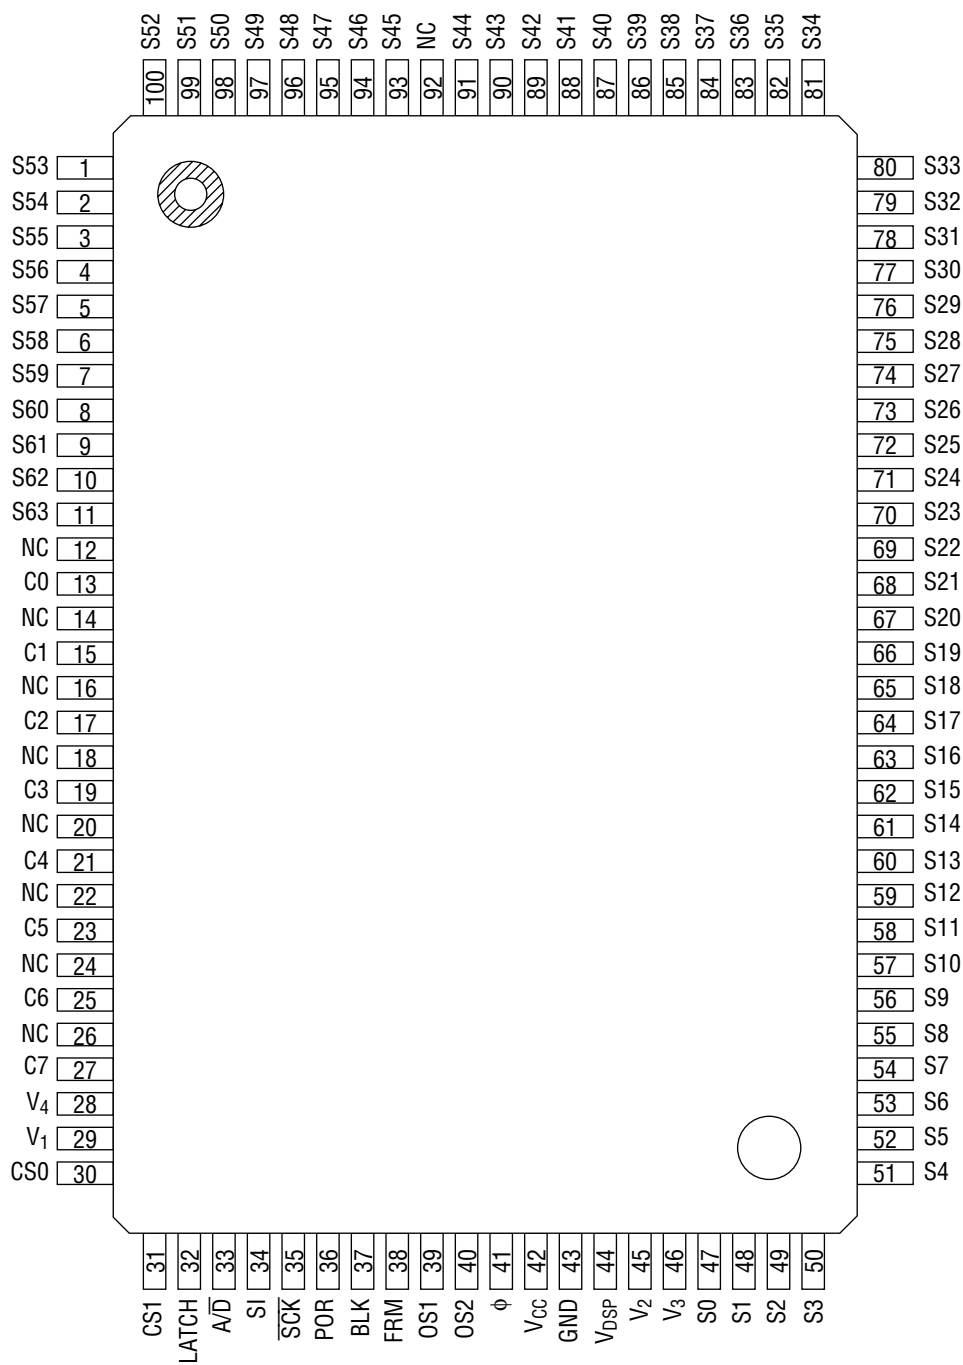 S52 S51 S50 S49 S48 S47 S46 S45 NC S44 S43 S42 S41 S40 S39 S38 S37 S36 S35 S34
100 99 98 97 96 95 94 93 92 91 90 89 88 87 86 85 84 83 82 81
S53 1 80 S33
S54 2 79 S32
S55 3 78 S31
S56 4 77 S30
S57 5 76 S29
S58 6 75 S28
S59 7 74 S27
S60 8 73 S26
S61 9 72 S25
S62 10 71 S24
S63 11 70 S23
NC 12 69 S22
C0 13 68 S21
NC 14 67 S20
C1 15 66 S19
NC 16 65 S18
C2 17 64 S17
NC 18 63 S16
C3 19 62 S15
NC 20 61 S14
C4 21 60 S13
NC 22 59 S12
C5 23 58 S11
NC 24 57 S10
C6 25 56 S9
NC 26 55 S8
C7 27 54 S7
V₄ 28 53 S6
V₁ 29 52 S5
CS0 30 51 S4
31 32 33 34 35 36 37 38 39 40 41 42 43 44 45 46 47 48 49 50
CS1 LATCH A/D̅ SI S̅C̅K̅ POR BLK FRM OS1 OS2 ϕ V_CC GND V_DSP V₂ V₃ S0 S1 S2 S3